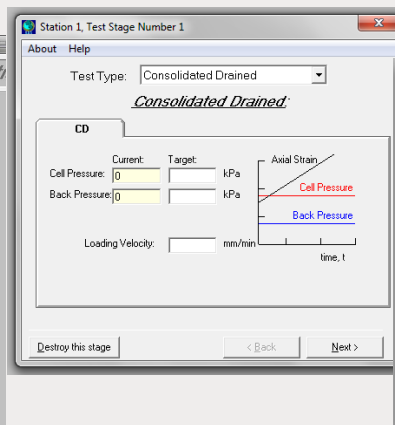 Station 1, Test Stage Number 1
About Help
Test Type: Consolidated Drained
Consolidated Drained:
CD
Current: Target:
Cell Pressure: 0 kPa
Back Pressure: 0 kPa
Loading Velocity: mm/min
Axial Strain
Cell Pressure
Back Pressure
time, t
Destroy this stage < Back Next >